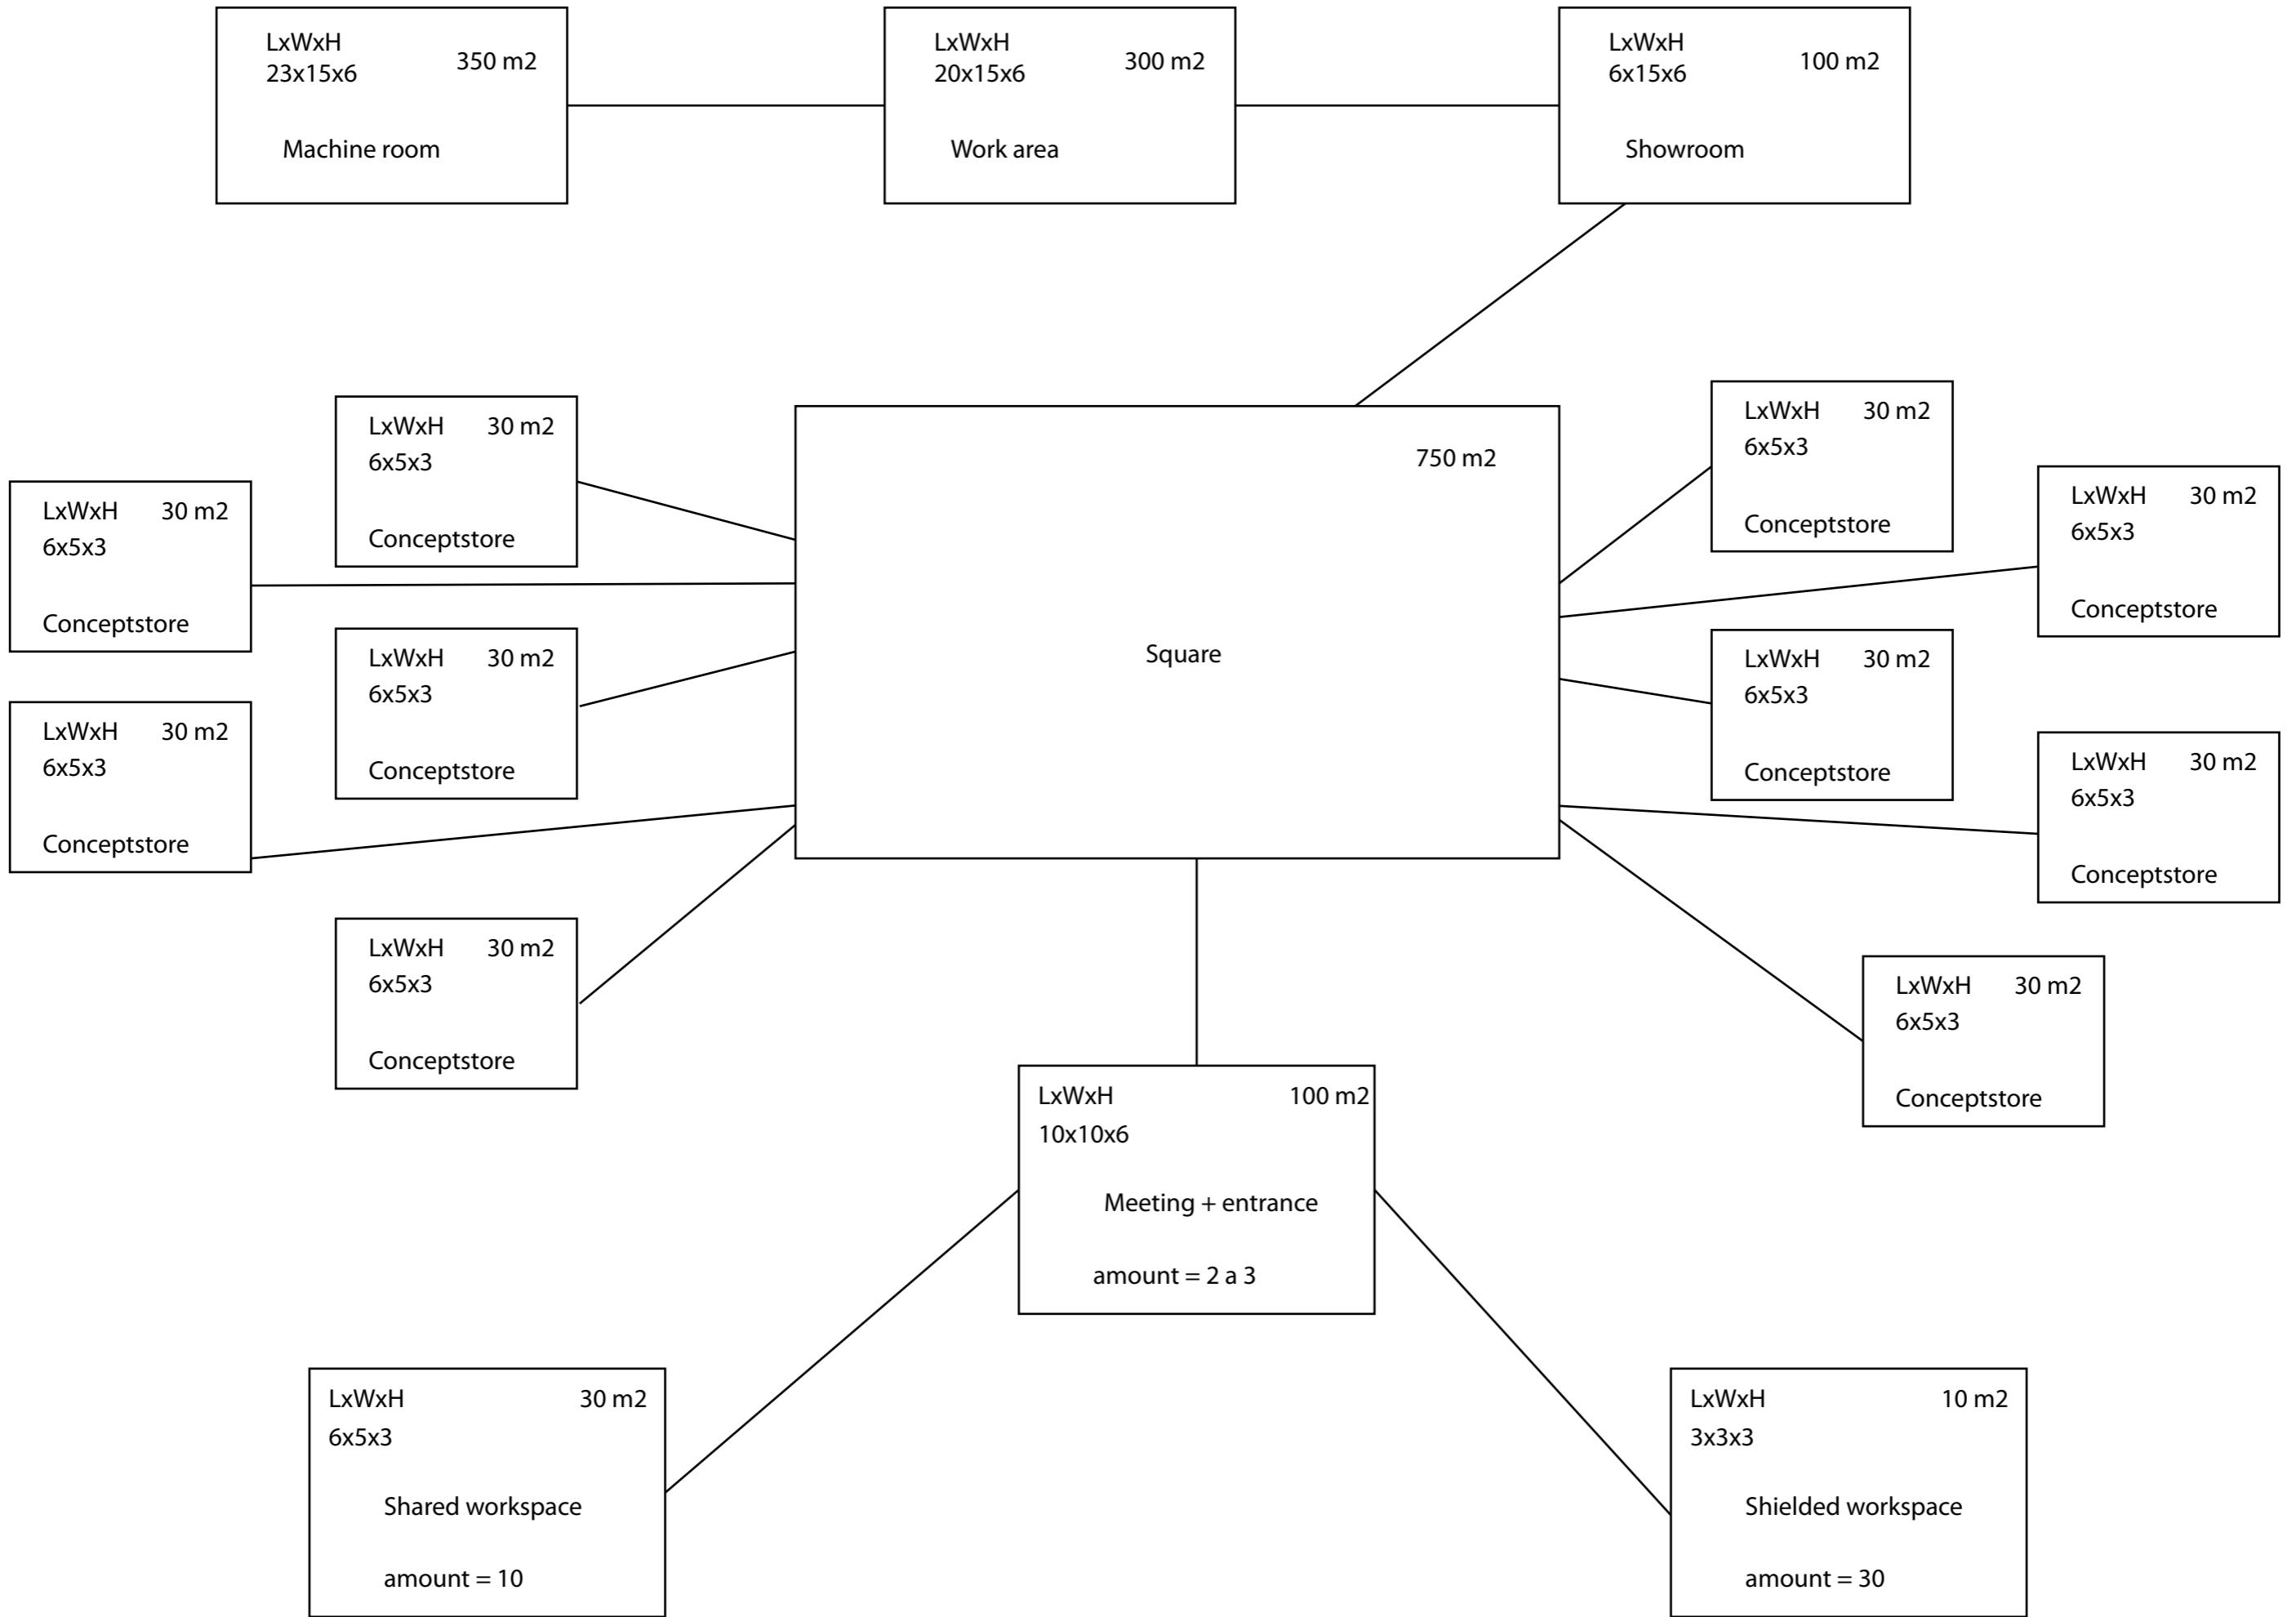 LxWxH
23x15x6
350 m2
Machine room
LxWxH
20x15x6
300 m2
Work area
LxWxH
6x15x6
100 m2
Showroom
LxWxH 30 m2
6x5x3
Conceptstore
LxWxH 30 m2
6x5x3
Conceptstore
LxWxH 30 m2
6x5x3
Conceptstore
LxWxH 30 m2
6x5x3
Conceptstore
LxWxH 30 m2
6x5x3
Conceptstore
750 m2
Square
LxWxH 30 m2
6x5x3
Conceptstore
LxWxH 30 m2
6x5x3
Conceptstore
LxWxH 30 m2
6x5x3
Conceptstore
LxWxH 30 m2
6x5x3
Conceptstore
LxWxH 30 m2
6x5x3
Conceptstore
LxWxH 100 m2
10x10x6
Meeting + entrance
amount = 2 a 3
LxWxH 30 m2
6x5x3
Shared workspace
amount = 10
LxWxH 10 m2
3x3x3
Shielded workspace
amount = 30